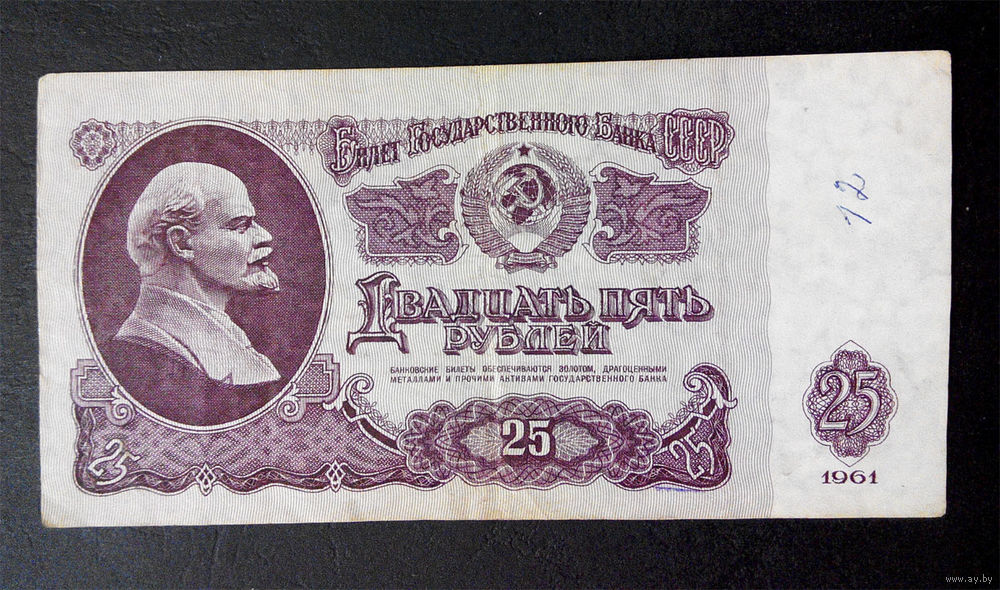 Билет Государственного Банка СССР
Двадцать пять
рублей
БАНКОВСКИЕ БИЛЕТЫ ОБЕСПЕЧИВАЮТСЯ ЗОЛОТОМ, ДРАГОЦЕННЫМИ
МЕТАЛЛАМИ И ПРОЧИМИ АКТИВАМИ ГОСУДАРСТВЕННОГО БАНКА
25
25
25
25
1961
12
www.ay.by